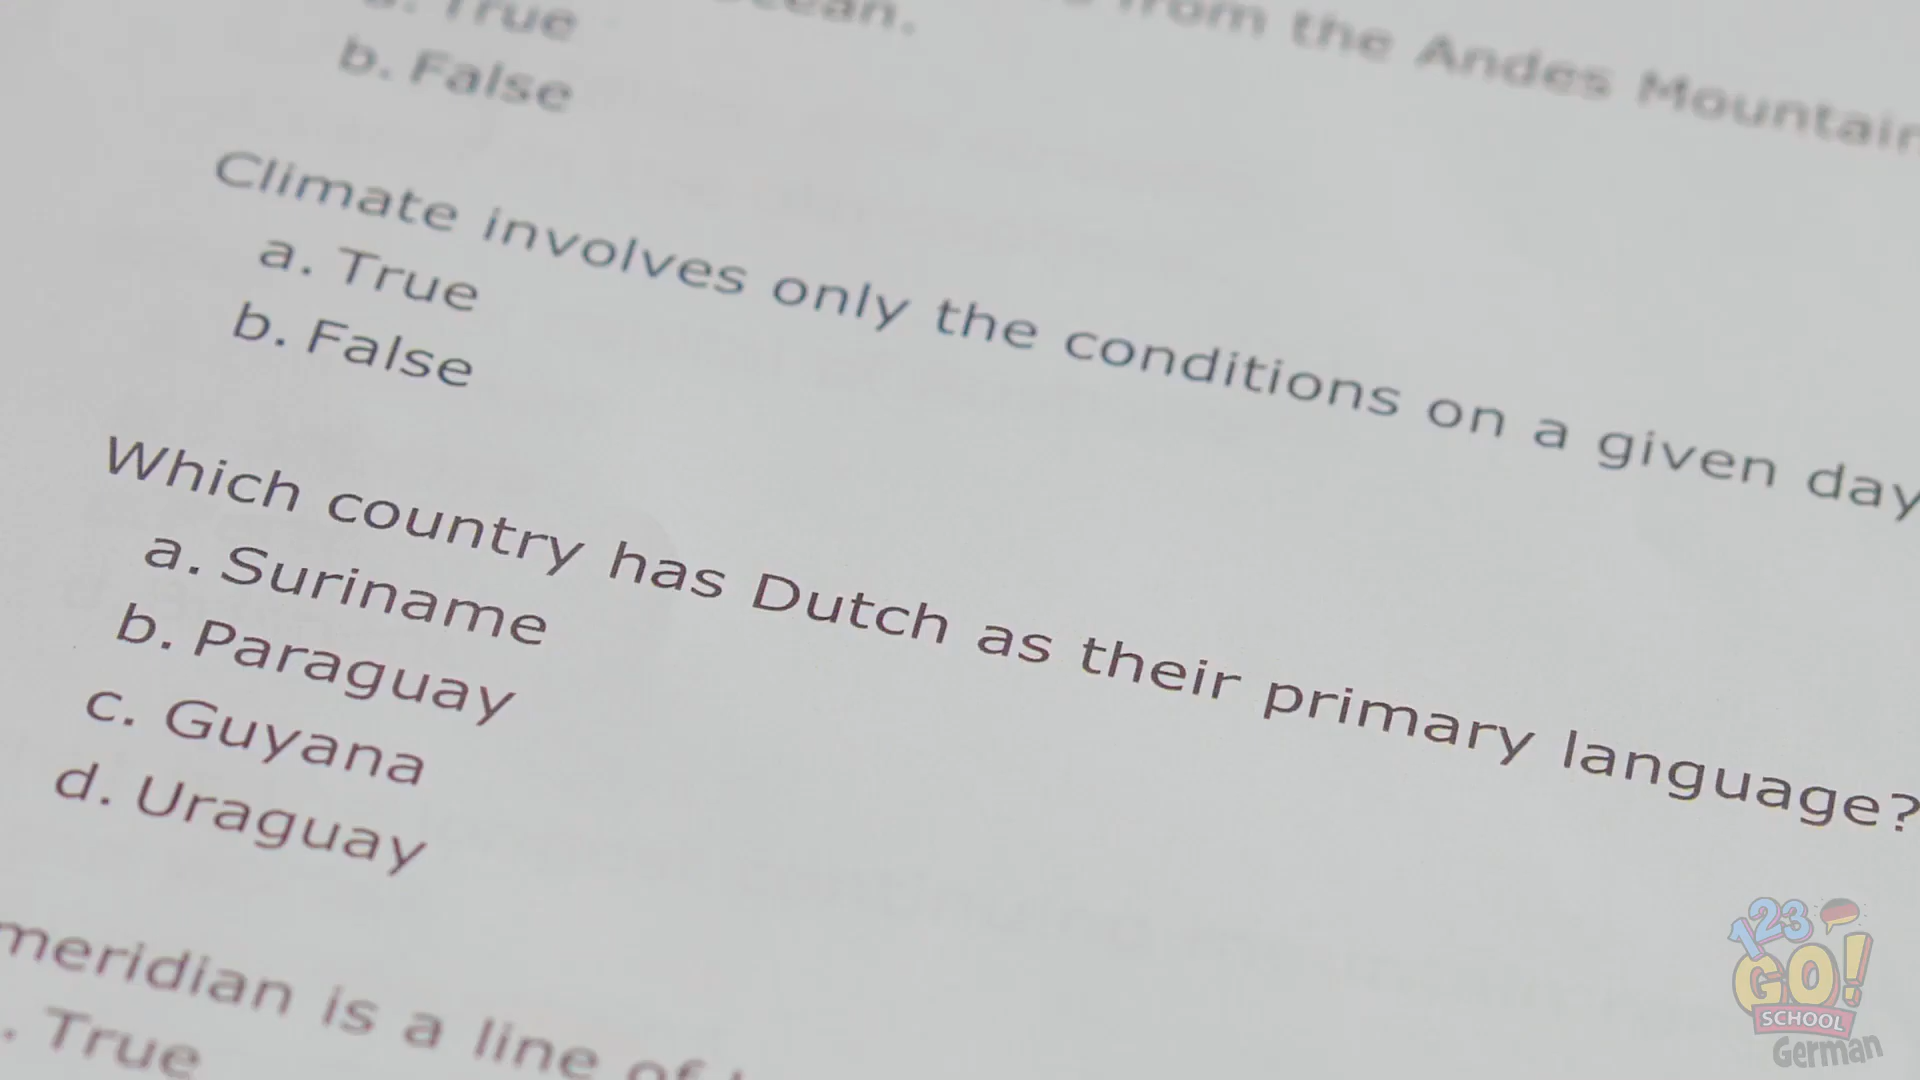 from the Andes Mountain
a. True
b. False
Climate involves only the conditions on a given day
a. True
b. False
Which country has Dutch as their primary language?
a. Suriname
b. Paraguay
c. Guyana
d. Uraguay
meridian is a line of
. True
123
GO!
SCHOOL
German